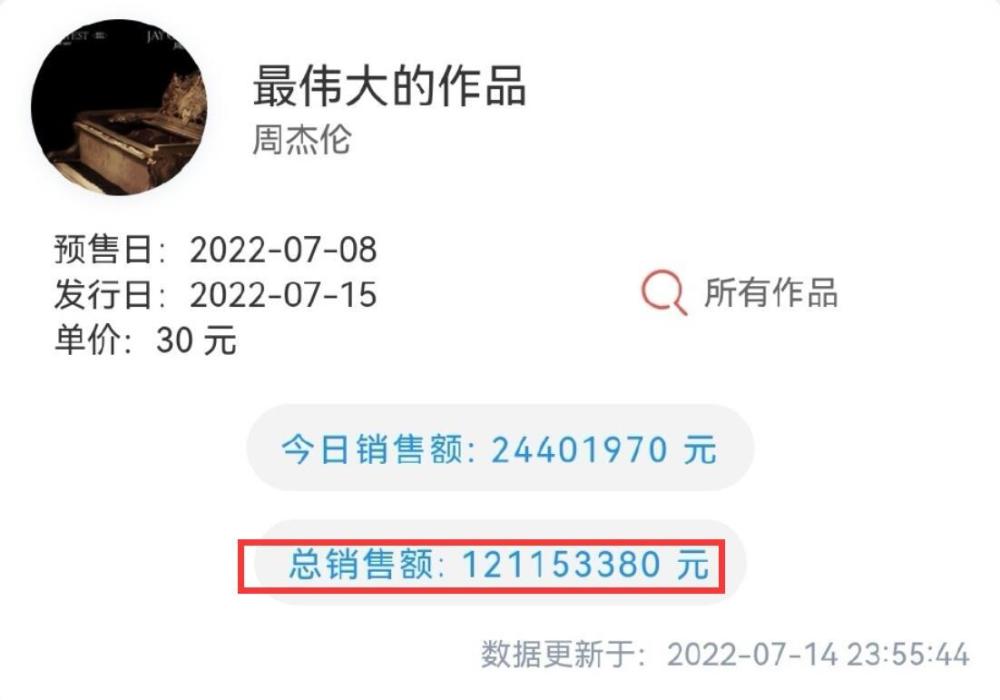 最伟大的作品
周杰伦
预售日：2022-07-08
发行日：2022-07-15
所有作品
单价：30 元
今日销售额: 24401970 元
总销售额: 121153380 元
数据更新于：2022-07-14 23:55:44